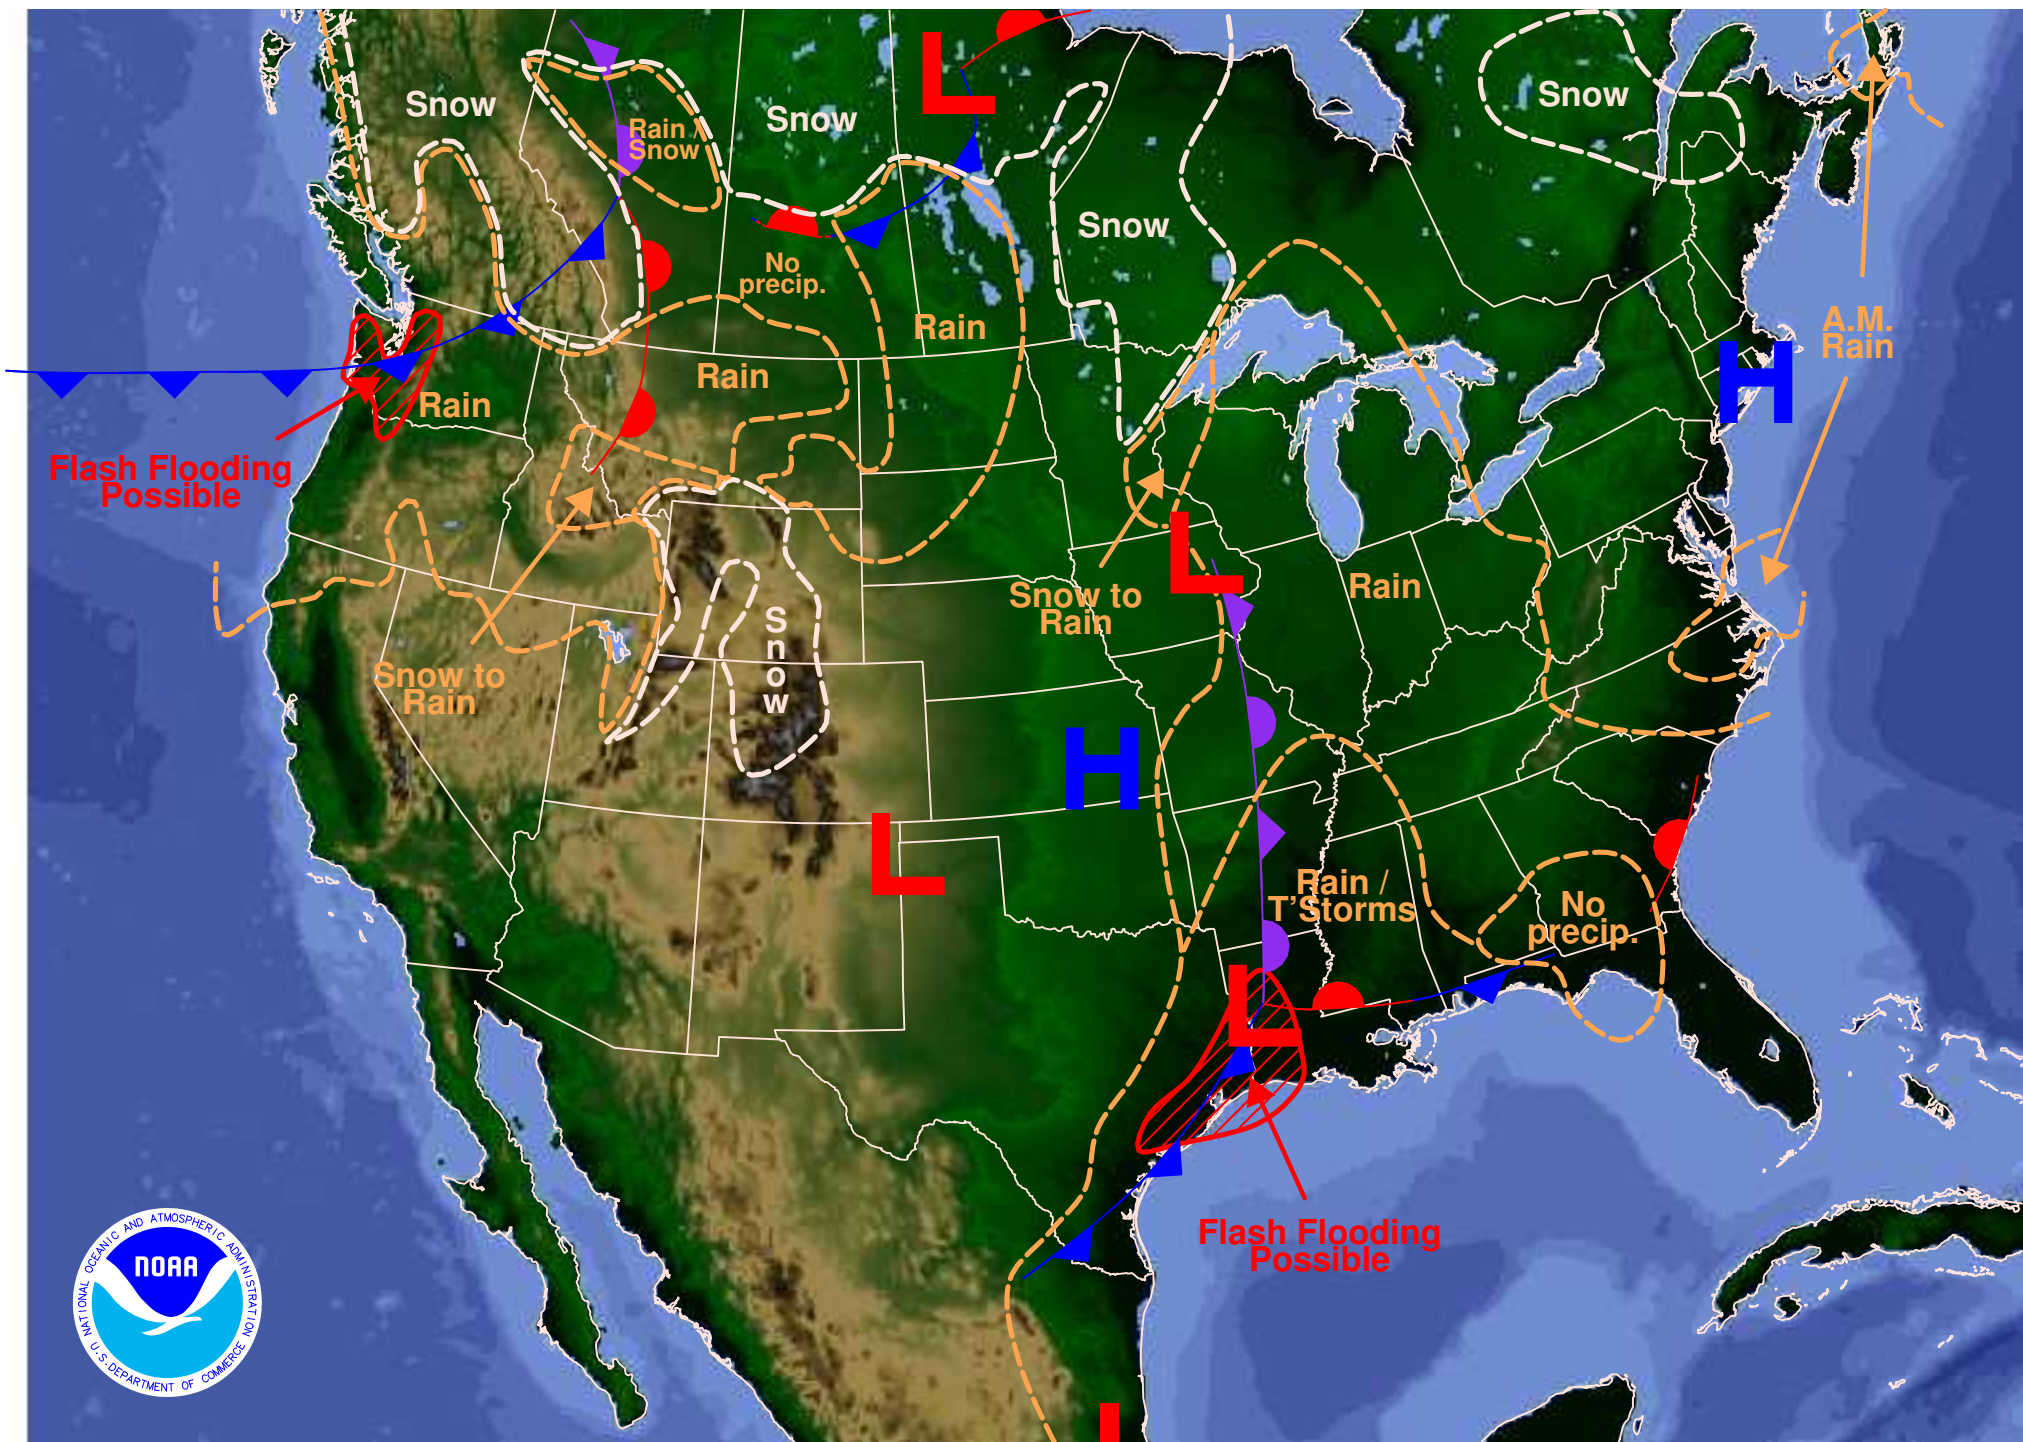 Snow
Rain /
Snow
Snow
L
Snow
Snow
No
precip.
Rain
A.M.
Rain
H
Rain
Rain
Flash Flooding
Possible
L
Snow to
Rain
Rain
S
n
o
w
Snow to
Rain
H
L
Rain /
T'Storms
No
precip.
L
Flash Flooding
Possible
NATIONAL OCEANIC AND ATMOSPHERIC ADMINISTRATION
NOAA
U.S. DEPARTMENT OF COMMERCE